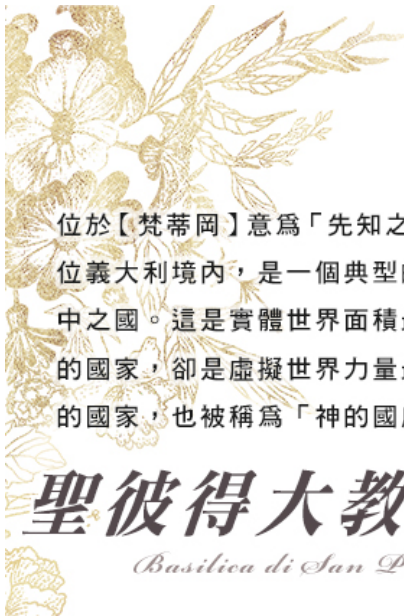 位於【梵蒂岡】意爲「先知之
位義大利境內，是一個典型
中之國。這是實體世界面積
的國家，卻是虛擬世界力量
的國家，也被稱爲「神的國
聖彼得大教
Basilica di San P